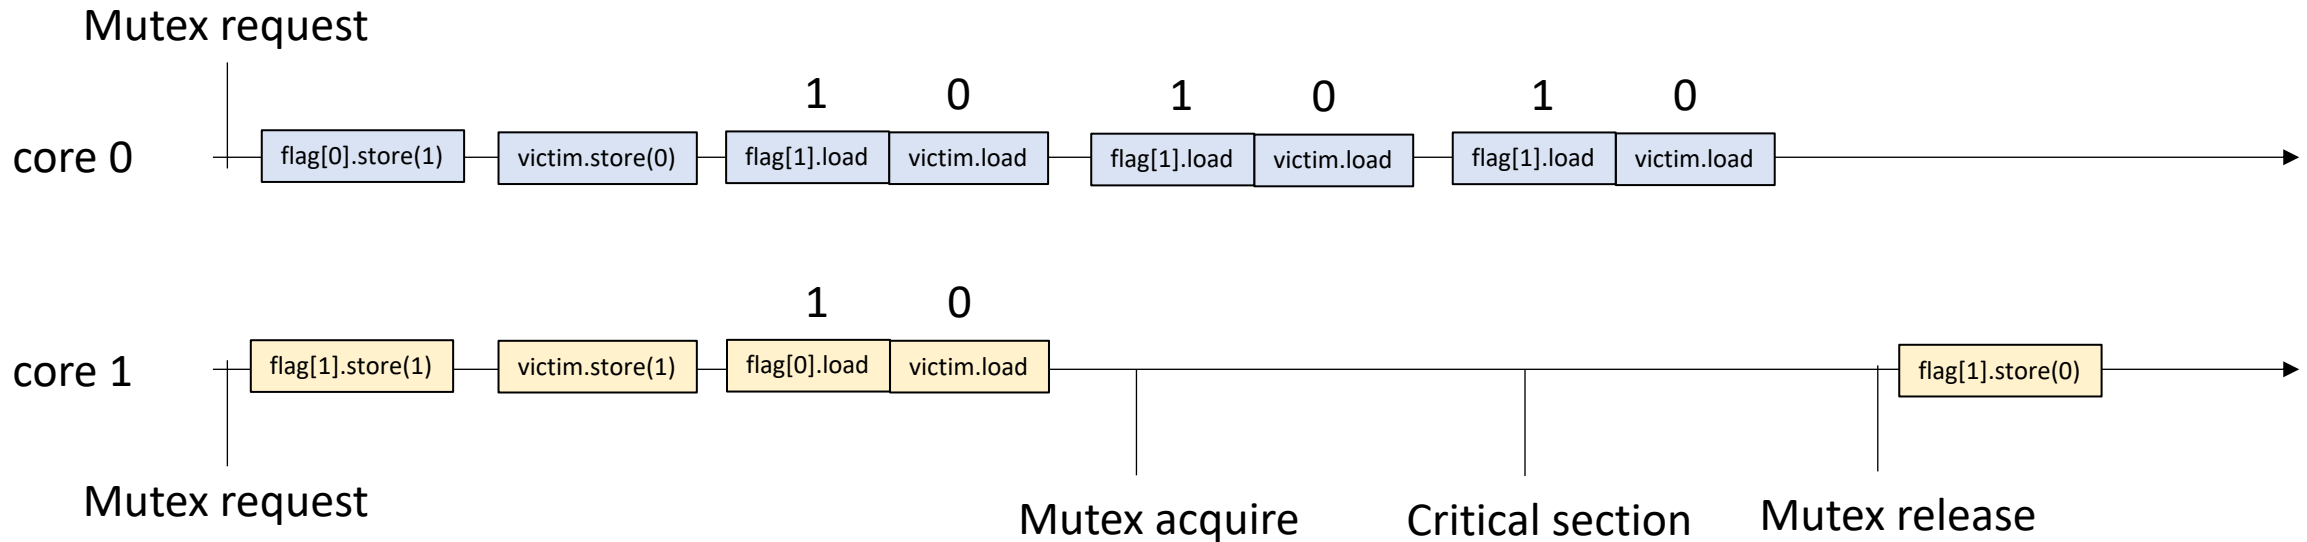 Mutex request
1 0 1 0 1 0
core 0 flag[0].store(1) victim.store(0) flag[1].load victim.load flag[1].load victim.load flag[1].load victim.load
1 0
core 1 flag[1].store(1) victim.store(1) flag[0].load victim.load flag[1].store(0)
Mutex request Mutex acquire Critical section Mutex release